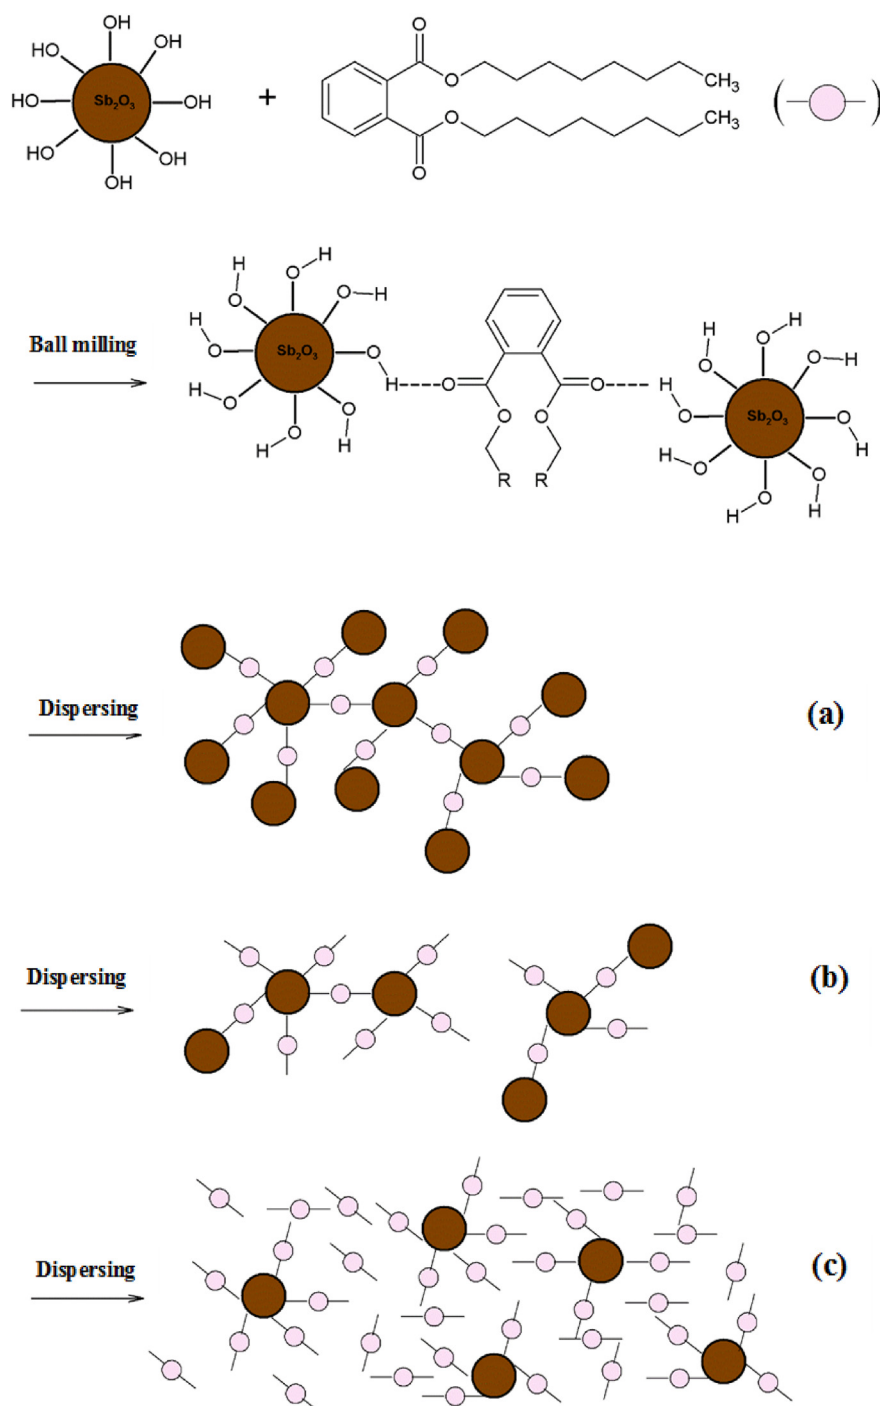 OH
HO
OH
HO
Sb₂O₃
OH
HO
OH
OH
+
O
O
CH₃
O
CH₃
O
Ball milling
H
O
H
O
O
H
H
O
Sb₂O₃
O
H
H
O
O
H
O
H
O
O
O
O
R
R
H
O
H
O
O
H
H
O
Sb₂O₃
O
H
H
O
O
H
O
H
Dispersing
(a)
Dispersing
(b)
Dispersing
(c)